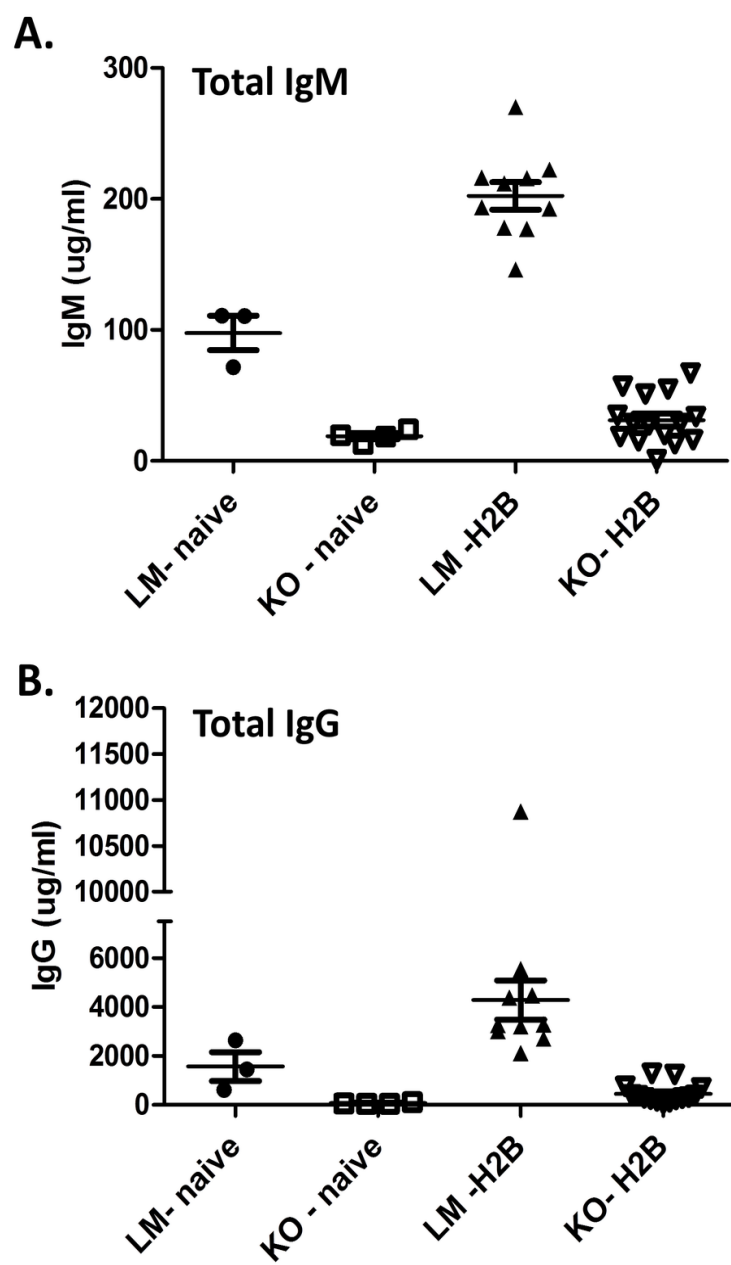 A.
Total IgM
IgM (ug/ml)
300
200
100
0
LM- naive
KO - naive
LM -H2B
KO- H2B
B.
Total IgG
IgG (ug/ml)
12000
11500
11000
10500
10000
6000
4000
2000
0
LM- naive
KO - naive
LM -H2B
KO- H2B